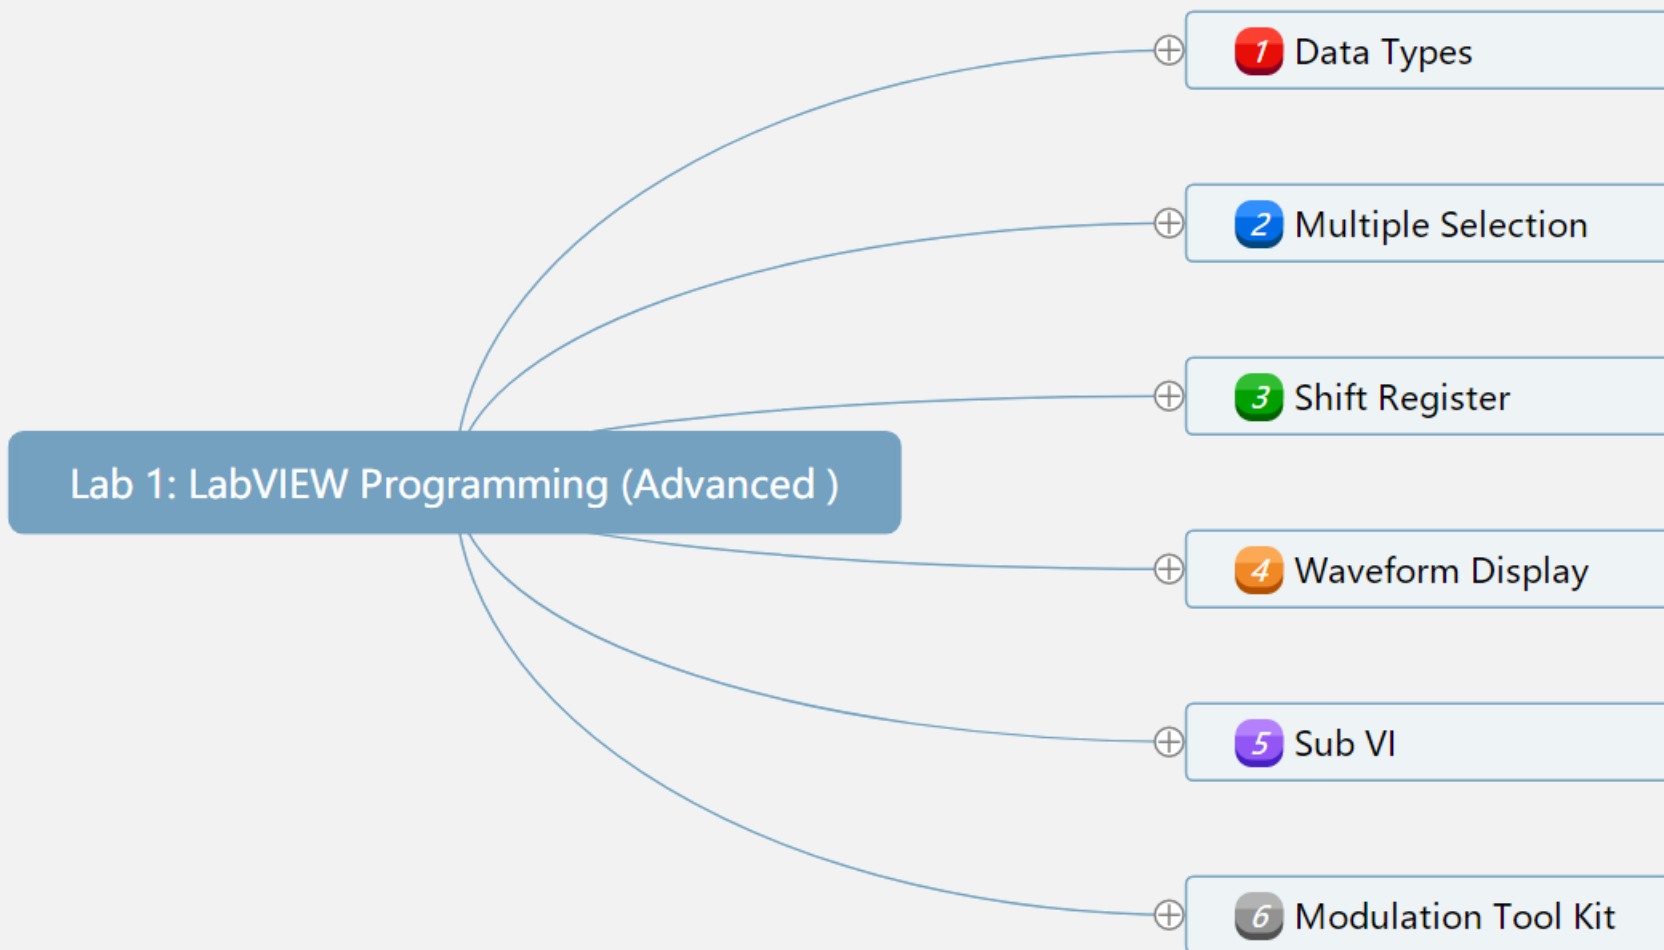 1 Data Types
2 Multiple Selection
3 Shift Register
Lab 1: LabVIEW Programming (Advanced )
4 Waveform Display
5 Sub VI
6 Modulation Tool Kit